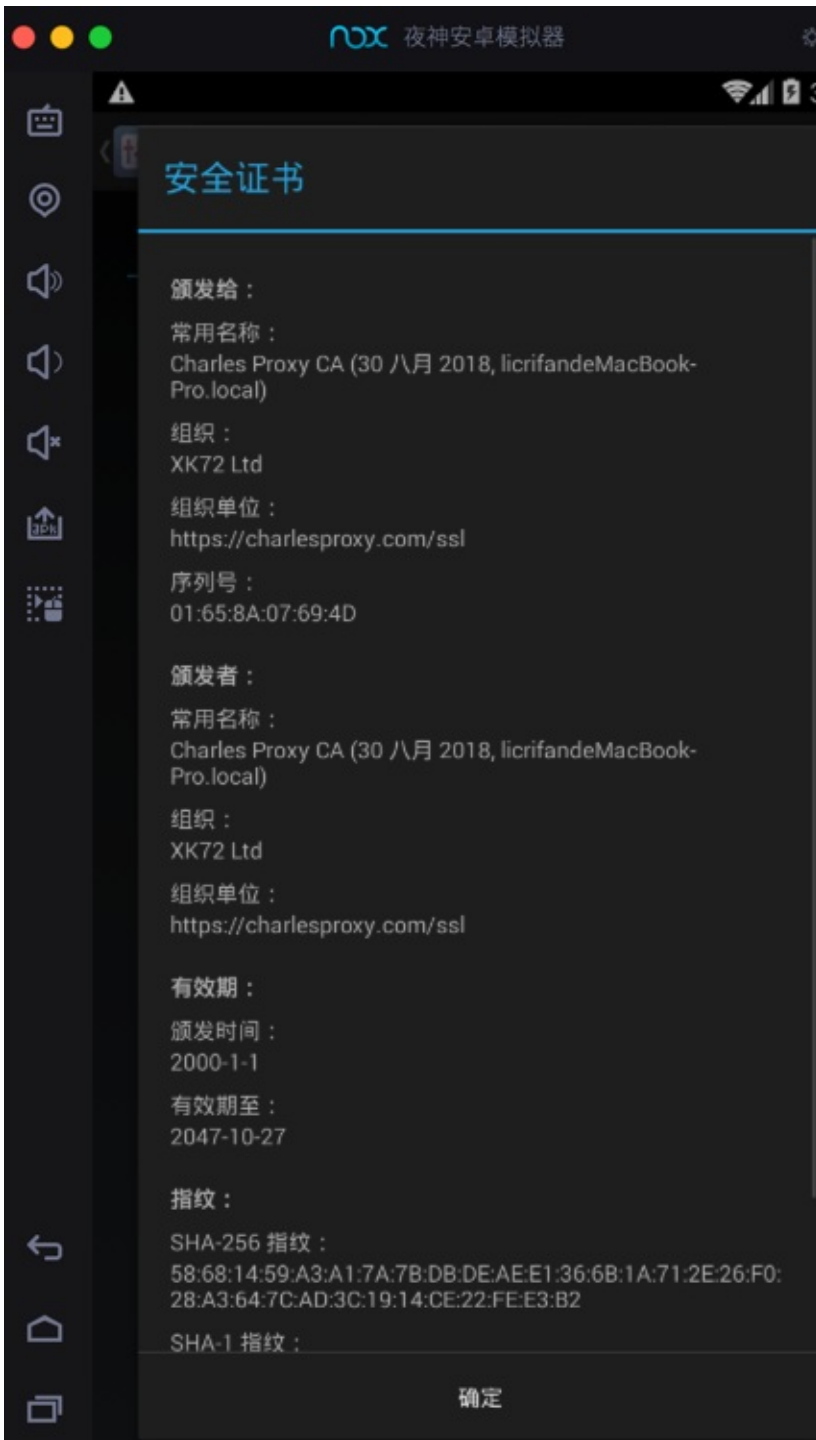 nox 夜神安卓模拟器
安全证书
颁发给：
常用名称：
Charles Proxy CA (30 八月 2018, licrifandeMacBook-
Pro.local)
组织：
XK72 Ltd
组织单位：
https://charlesproxy.com/ssl
序列号：
01:65:8A:07:69:4D
颁发者：
常用名称：
Charles Proxy CA (30 八月 2018, licrifandeMacBook-
Pro.local)
组织：
XK72 Ltd
组织单位：
https://charlesproxy.com/ssl
有效期：
颁发时间：
2000-1-1
有效期至：
2047-10-27
指纹：
SHA-256 指纹：
58:68:14:59:A3:A1:7A:7B:DB:DE:AE:E1:36:6B:1A:71:2E:26:F0:
28:A3:64:7C:AD:3C:19:14:CE:22:FE:E3:B2
SHA-1 指纹：
确定